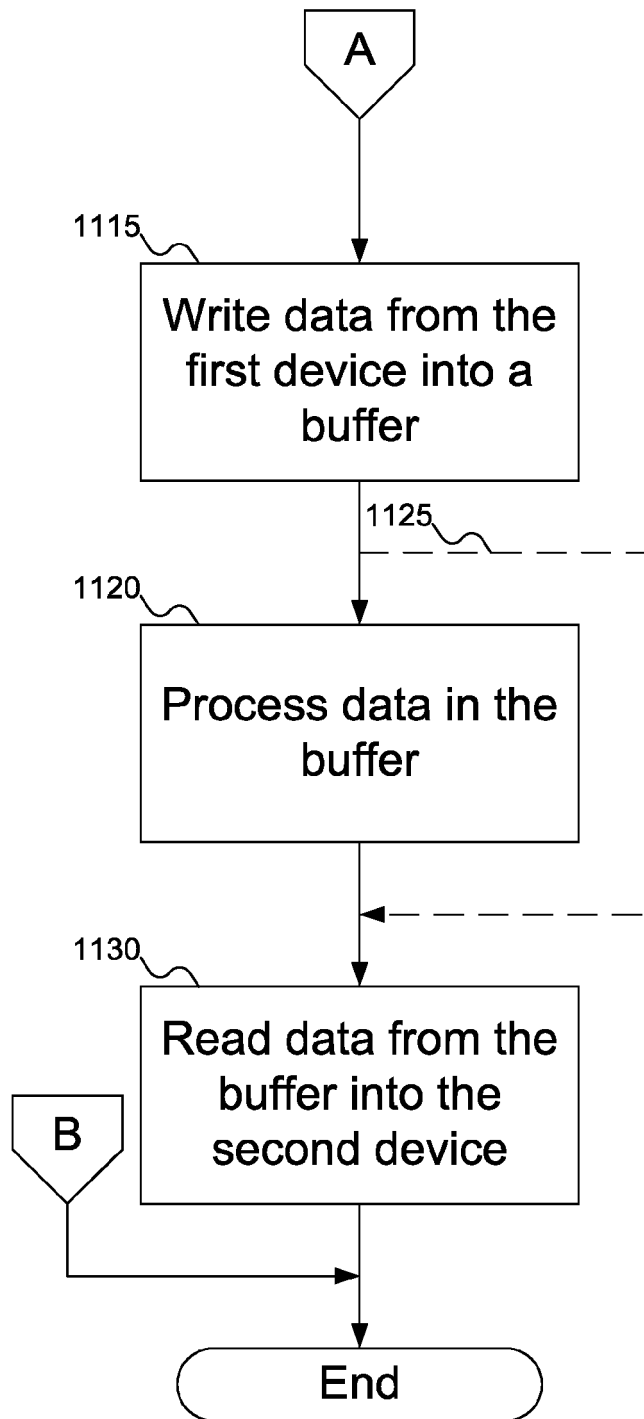 A
1115
Write data from the
first device into a
buffer
1125
1120
Process data in the
buffer
1130
Read data from the
buffer into the
second device
B
End